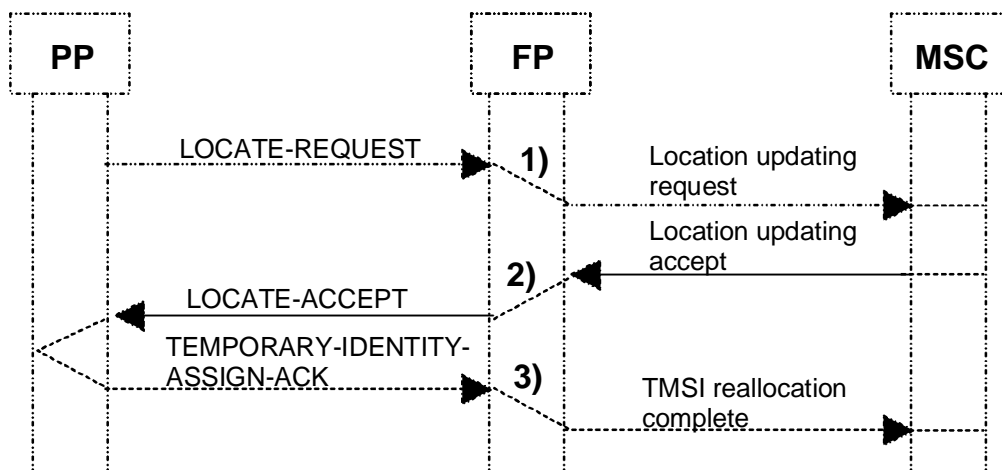 PP
FP
MSC
LOCATE-REQUEST
1)
Location updating
request
Location updating
accept
2)
LOCATE-ACCEPT
TEMPORARY-IDENTITY-
ASSIGN-ACK
3)
TMSI reallocation
complete